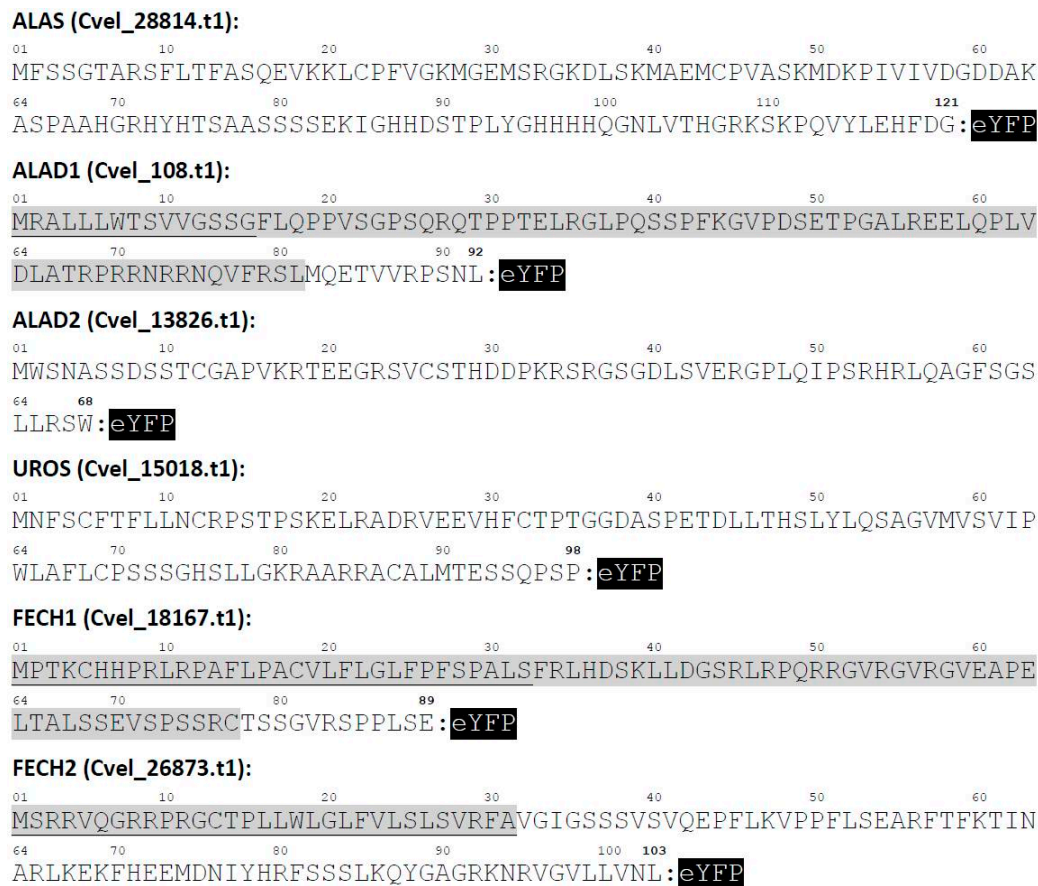 ALAS (Cvel_28814.t1):
01 10 20 30 40 50 60
MFSSGTARSFLTFASQEVKKLCPFVGKMGEMSRGKDLSKMAEMCPVASKMDKPIVIVDGDDAK
64 70 80 90 100 110 121
ASPAAHGRHYHTSAASSSSEKIGHHDSTPLYGHHHHQGNLVTHGRKSKPQVYLEHFDG:eYFP
ALAD1 (Cvel_108.t1):
01 10 20 30 40 50 60
MRALLLWTSVVGSSGFLQPPVSGPSQRQTPPTELRGLPQSSPFKGVPDSETPGALREELQPLV
64 70 80 90 92
DLATRPRRNRRNQVFRSLMQETVVRPSNL:eYFP
ALAD2 (Cvel_13826.t1):
01 10 20 30 40 50 60
MWSNASSDSSTCGAPVKRTEEGRSVCSTHDDPKRSRGSGDLSVERGPLQIPSRHRLQAGFSGS
64 68
LLRSW:eYFP
UROS (Cvel_15018.t1):
01 10 20 30 40 50 60
MNFSCFTFLLNCRPSTPSKELRADRVEEVHFCTPTGGDASPETDLLTHSLYLQSAGVMVSVIP
64 70 80 90 98
WLAFLCPSSSGHSLLGKRAARRACALMTESSQPSP:eYFP
FECH1 (Cvel_18167.t1):
01 10 20 30 40 50 60
MPTKCHHPRLRPAFLPACVLFLGLFPFSPALSFRLHDSKLLDGSRLRPQRRGVRGVRGVEAPE
64 70 80 89
LTALSSEVSPSSRCTSSGVRSPPLSE:eYFP
FECH2 (Cvel_26873.t1):
01 10 20 30 40 50 60
MSRRVQGRRPRGCTPLLWLGLFVLSLSVRFAVGIGSSSVSVQEPFLKVPPFLSEARFTFKTIN
64 70 80 90 100 103
ARLKEKFHEEMDNIYHRFSSSLKQYGAGRKNRVGVLLVNL:eYFP